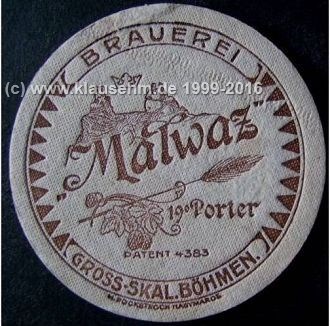 BRAUEREI
(c) www.klausehm.de 1999-2016
"Malwaz"
19° Porter
PATENT 4383
GROSS-SKAL.BÖHMEN.